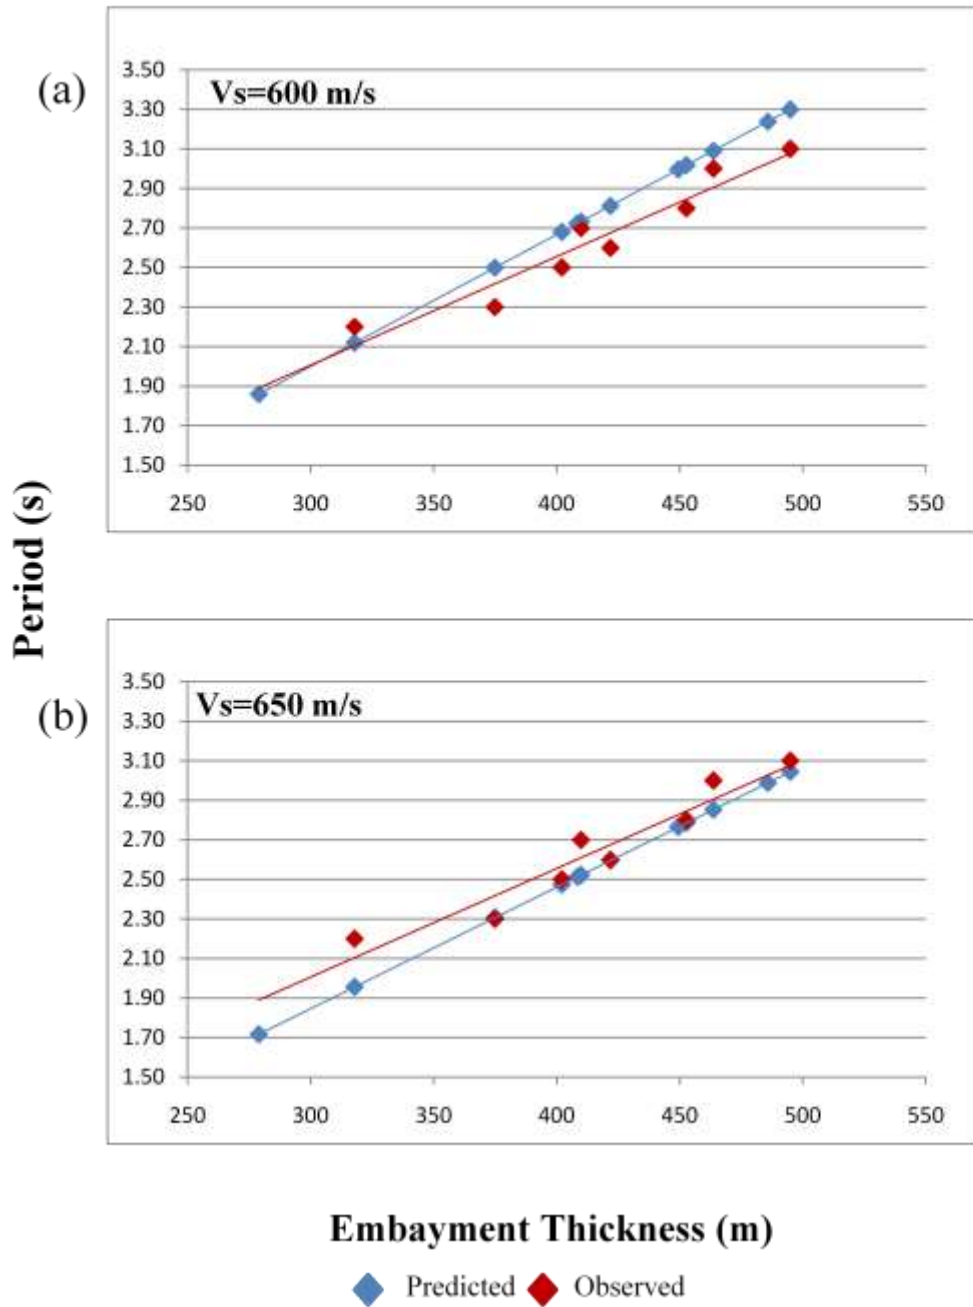 (a)
Vs=600 m/s
3.50
3.30
3.10
2.90
2.70
2.50
2.30
2.10
1.90
1.70
1.50
250 300 350 400 450 500 550
Period (s)
(b)
Vs=650 m/s
3.50
3.30
3.10
2.90
2.70
2.50
2.30
2.10
1.90
1.70
1.50
250 300 350 400 450 500 550
Embayment Thickness (m)
Predicted Observed